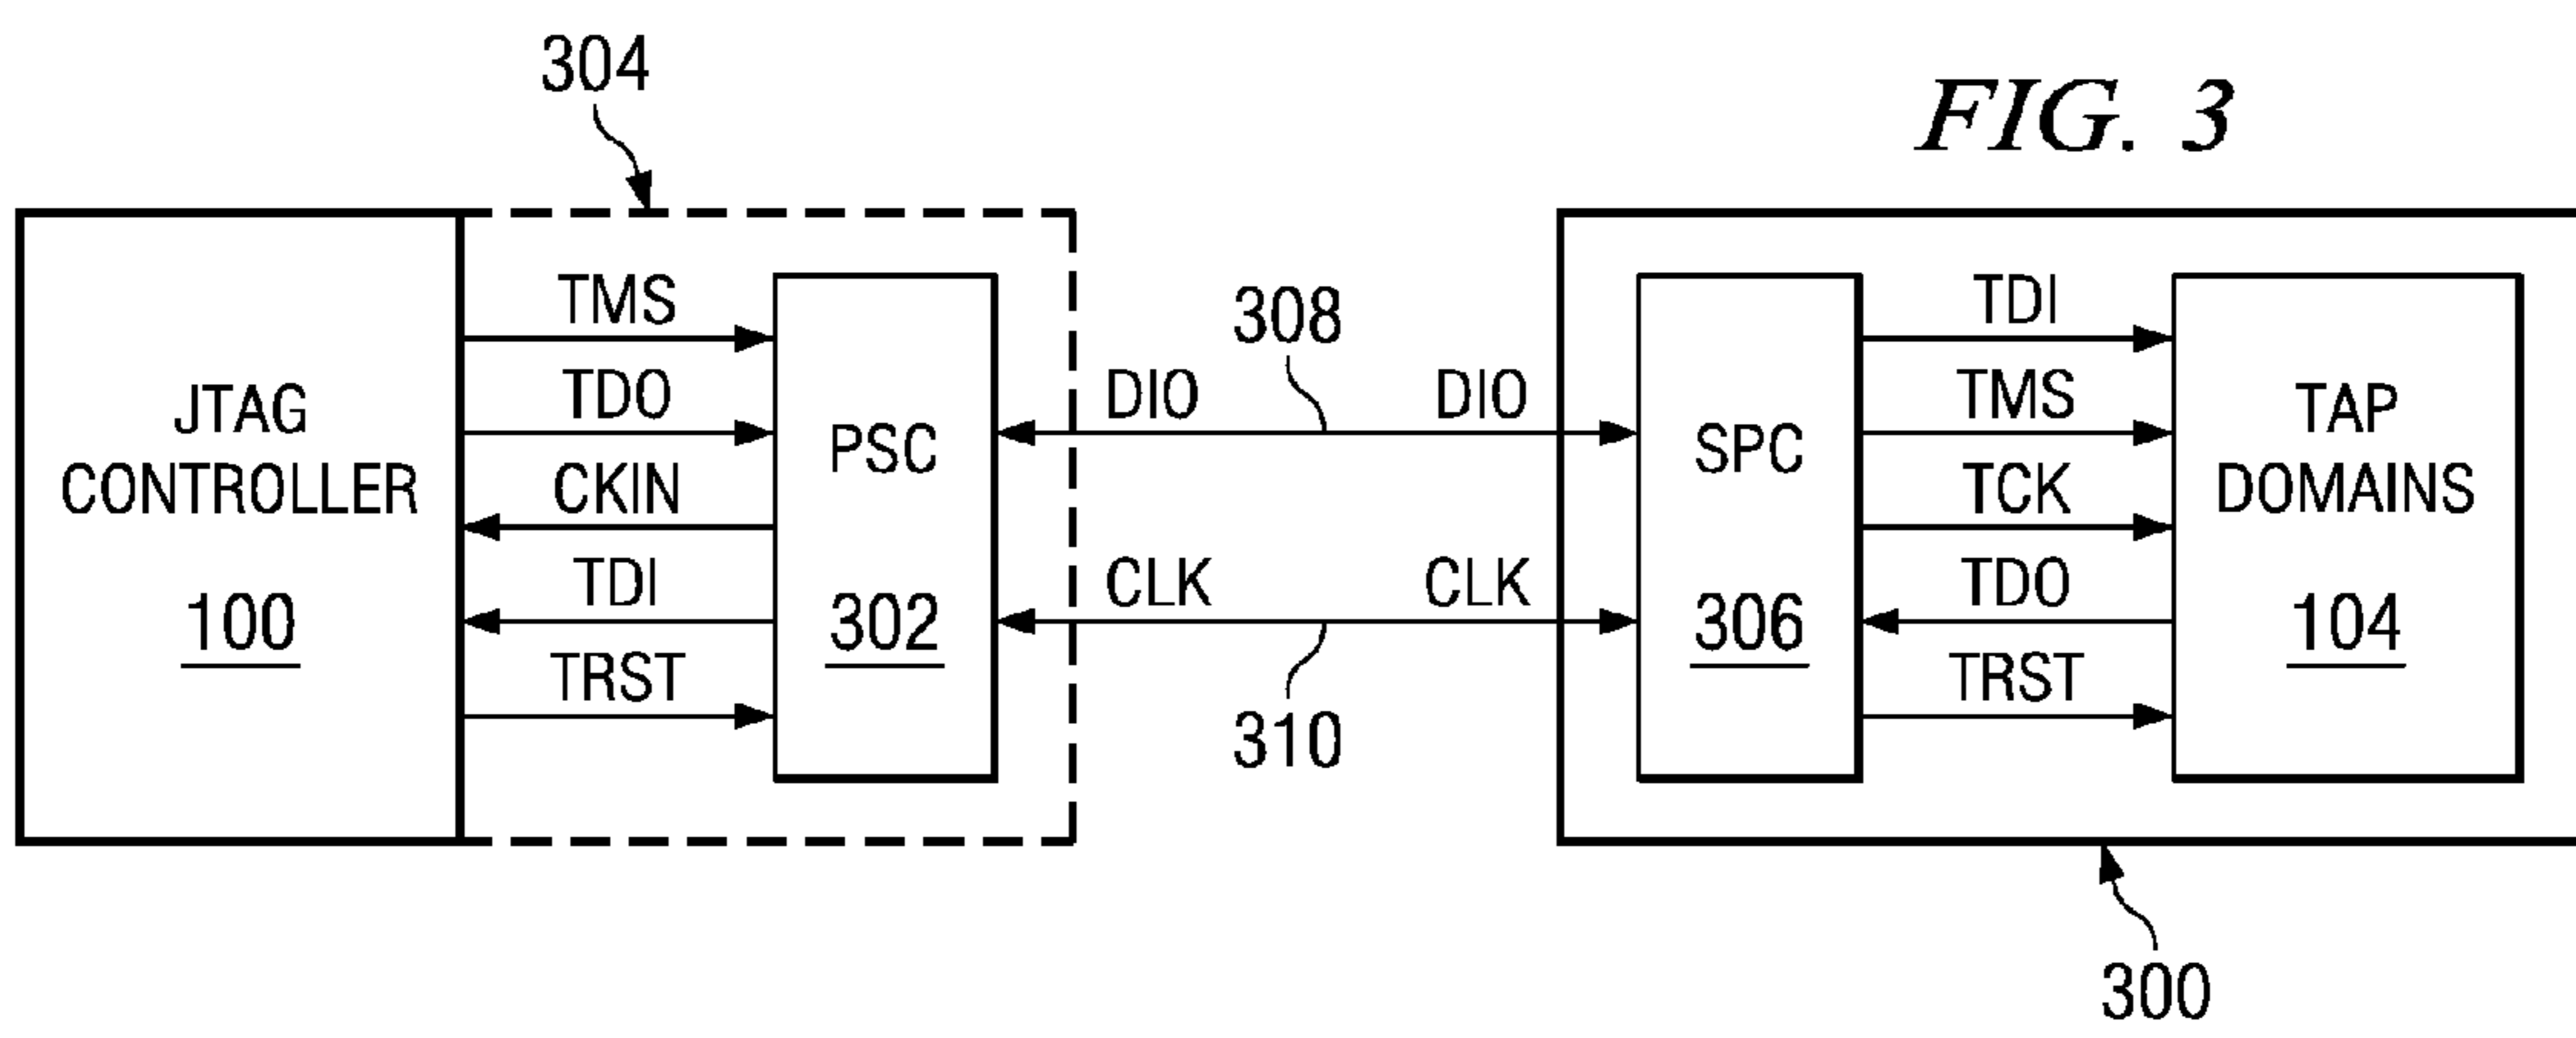 304
FIG. 3
JTAG
CONTROLLER
100
TMS
TDO
CKIN
TDI
TRST
PSC
302
308
DIO
DIO
CLK
CLK
310
SPC
306
TDI
TMS
TCK
TDO
TRST
TAP
DOMAINS
104
300